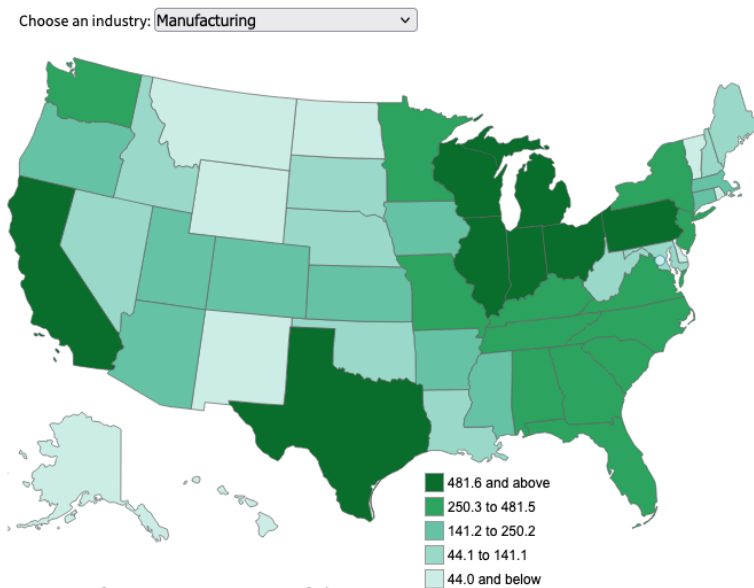 Choose an industry: Manufacturing
481.6 and above
250.3 to 481.5
141.2 to 250.2
44.1 to 141.1
44.0 and below